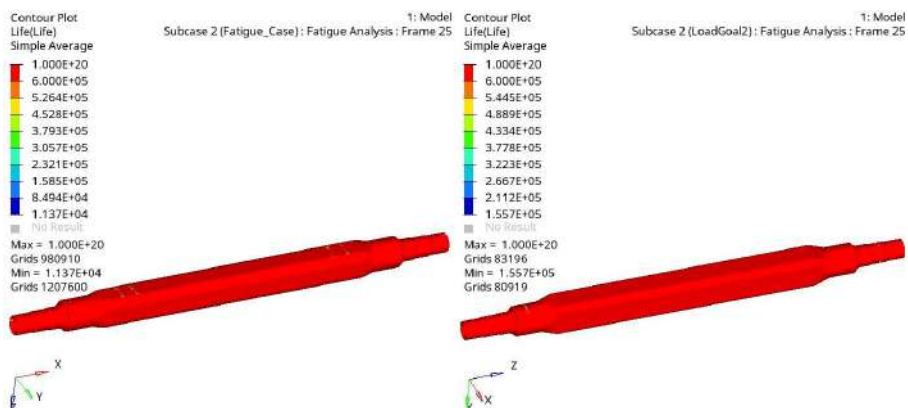 Contour Plot
Life(Life)
Simple Average
1: Model
Subcase 2 (Fatigue_Case) : Fatigue Analysis : Frame 25
1.000E+20
6.000E+05
5.264E+05
4.528E+05
3.793E+05
3.057E+05
2.321E+05
1.585E+05
8.494E+04
1.137E+04
No Result
Max = 1.000E+20
Grids 980910
Min = 1.137E+04
Grids 1207600
X
Y
Contour Plot
Life(Life)
Simple Average
1: Model
Subcase 2 (LoadGoal2) : Fatigue Analysis : Frame 25
1.000E+20
6.000E+05
5.445E+05
4.889E+05
4.334E+05
3.778E+05
3.223E+05
2.667E+05
2.112E+05
1.557E+05
No Result
Max = 1.000E+20
Grids 83196
Min = 1.557E+05
Grids 80919
Z
X